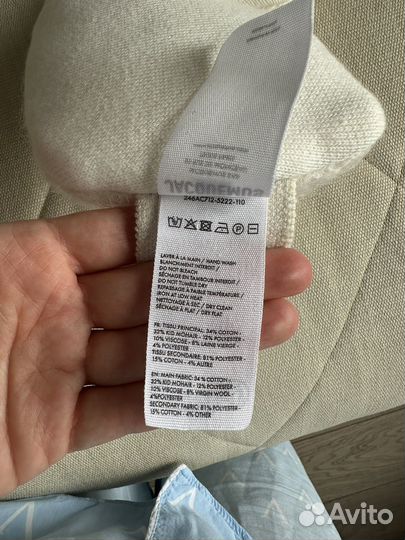 JACQUEMUS
246AC712-5222-110
LAVER À LA MAIN / HAND WASH
BLANCHIMENT INTERDIT /
DO NOT BLEACH
SÉCHAGE EN TAMBOUR INTERDIT /
DO NOT TUMBLE DRY
REPASSAGE À FAIBLE TEMPÉRATURE /
IRON AT LOW HEAT
NETTOYAGE À SEC / DRY CLEAN
SÉCHAGE À PLAT / DRY FLAT
FR: TISSU PRINCIPAL: 34% COTON -
32% KID MOHAIR - 12% POLYESTER -
10% VISCOSE - 8% LAINE VIERGE -
4% POLYESTER
TISSU SECONDAIRE: 81% POLYESTER -
15% COTON - 4% AUTRE
EN: MAIN FABRIC: 34% COTTON -
32% KID MOHAIR - 12% POLYESTER -
10% VISCOSE - 8% VIRGIN WOOL -
4%POLYESTER
SECONDARY FABRIC: 81% POLYESTER -
15% COTTON - 4% OTHER
Avito